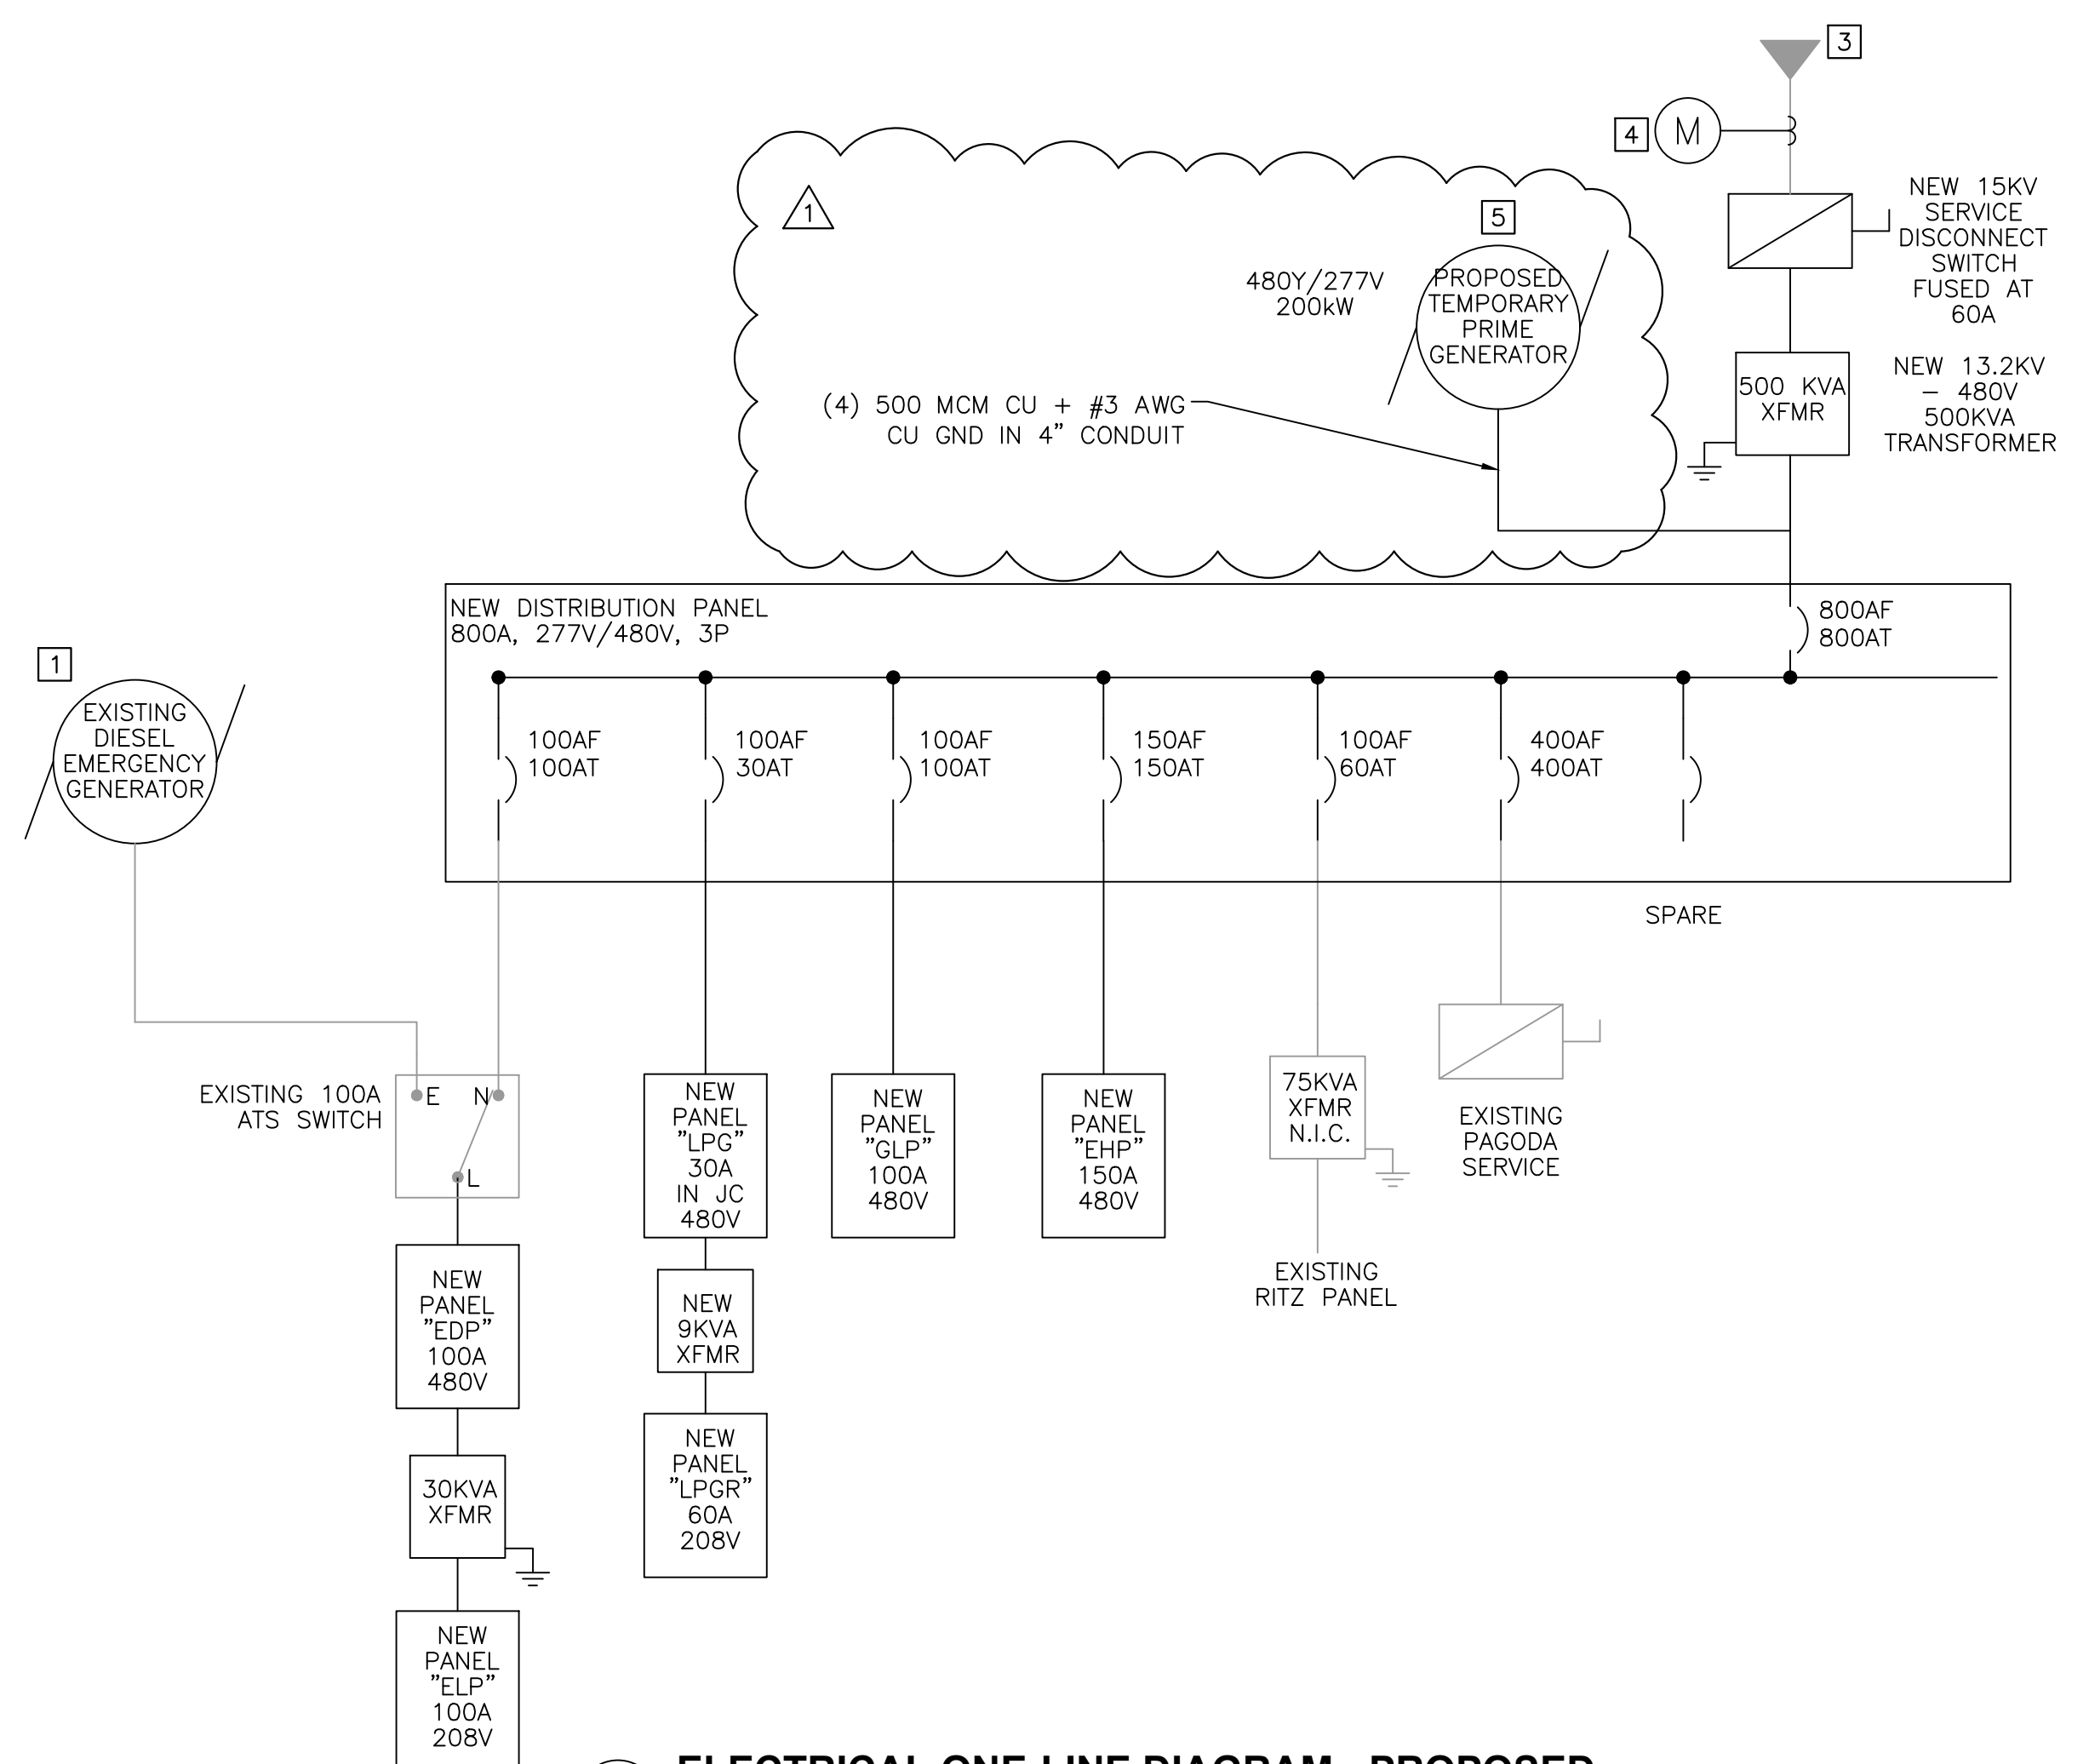 3
4
M
NEW 15KV
SERVICE
DISCONNECT
SWITCH
FUSED AT
60A
1
5
480Y/277V
200kW
PROPOSED
TEMPORARY
PRIME
GENERATOR
(4) 500 MCM CU + #3 AWG
CU GND IN 4" CONDUIT
500 KVA
XFMR
NEW 13.2KV
- 480V
500KVA
TRANSFORMER
NEW DISTRIBUTION PANEL
800A, 277V/480V, 3P
800AF
800AT
1
EXISTING
DIESEL
EMERGENCY
GENERATOR
100AF
100AT
100AF
30AT
100AF
100AT
150AF
150AT
100AF
60AT
400AF
400AT
SPARE
EXISTING 100A
ATS SWITCH
E
N
L
NEW
PANEL
"LPG"
30A
IN JC
480V
NEW
PANEL
"GLP"
100A
480V
NEW
PANEL
"EHP"
150A
480V
75KVA
XFMR
N.I.C.
EXISTING
PAGODA
SERVICE
EXISTING
RITZ PANEL
NEW
PANEL
"EDP"
100A
480V
NEW
9KVA
XFMR
NEW
PANEL
"LPGR"
60A
208V
30KVA
XFMR
NEW
PANEL
"ELP"
100A
208V
ELECTRICAL ONE-LINE DIAGRAM - PROPOSED